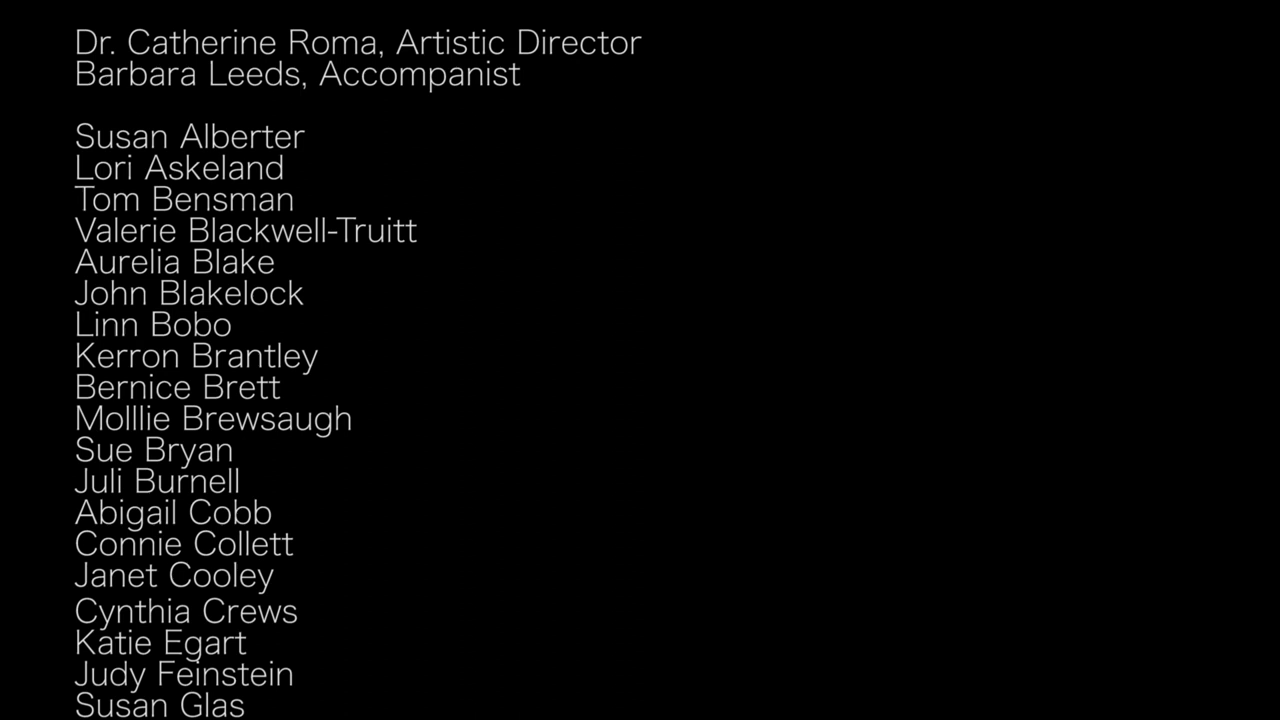 Dr. Catherine Roma, Artistic Director
Barbara Leeds, Accompanist
Susan Alberter
Lori Askeland
Tom Bensman
Valerie Blackwell-Truitt
Aurelia Blake
John Blakelock
Linn Bobo
Kerron Brantley
Bernice Brett
Molllie Brewsaugh
Sue Bryan
Juli Burnell
Abigail Cobb
Connie Collett
Janet Cooley
Cynthia Crews
Katie Egart
Judy Feinstein
Susan Glas